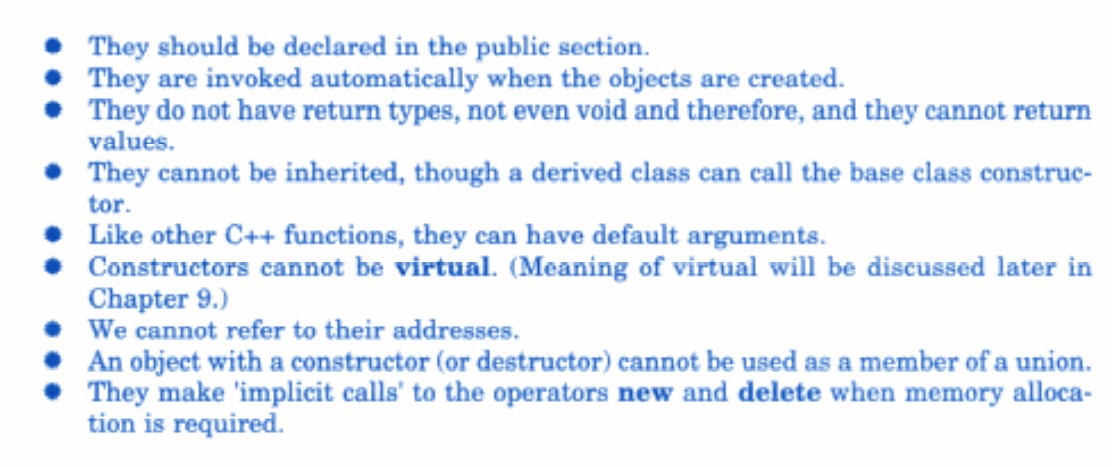 ● They should be declared in the public section.
● They are invoked automatically when the objects are created.
● They do not have return types, not even void and therefore, and they cannot return
values.
● They cannot be inherited, though a derived class can call the base class construc-
tor.
● Like other C++ functions, they can have default arguments.
● Constructors cannot be virtual. (Meaning of virtual will be discussed later in
Chapter 9.)
● We cannot refer to their addresses.
● An object with a constructor (or destructor) cannot be used as a member of a union.
● They make 'implicit calls' to the operators new and delete when memory alloca-
tion is required.